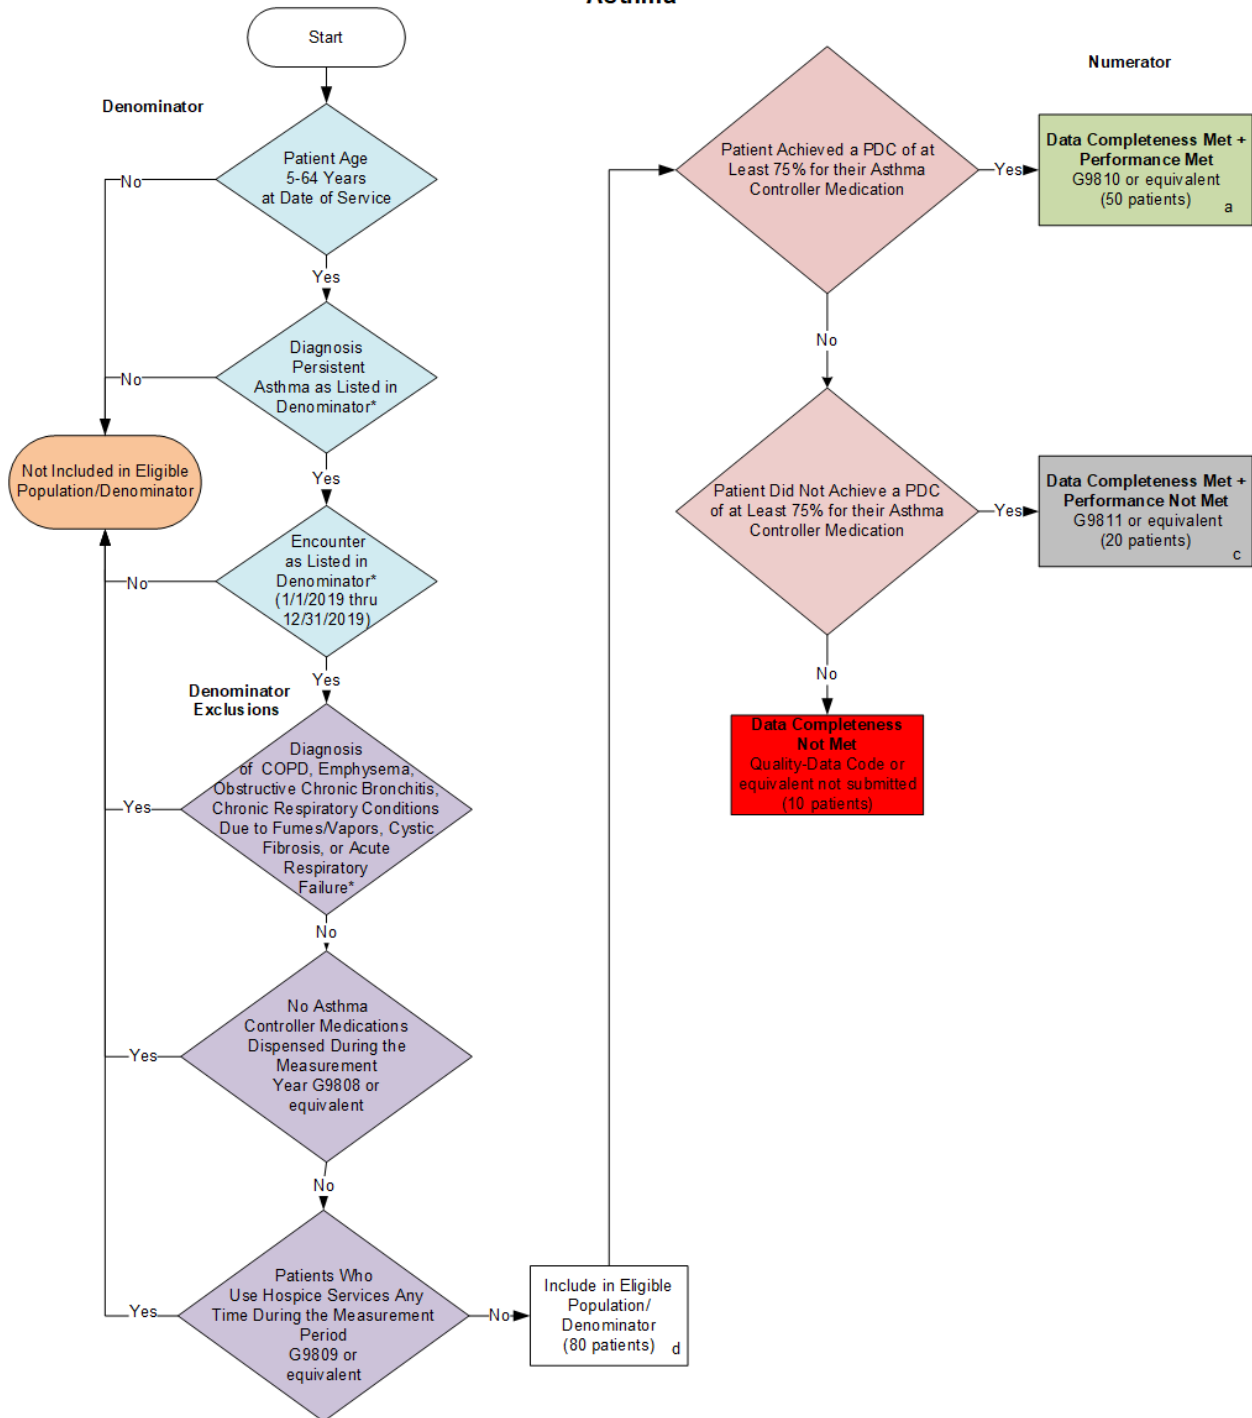 Asthma
Start
Denominator
Patient Age
5-64 Years
at Date of Service
No
Yes
Diagnosis
Persistent
Asthma as Listed in
Denominator*
No
Yes
Not Included in Eligible
Population/Denominator
Encounter
as Listed in
Denominator*
(1/1/2019 thru
12/31/2019)
No
Yes
Denominator
Exclusions
Diagnosis
of COPD, Emphysema,
Obstructive Chronic Bronchitis,
Chronic Respiratory Conditions
Due to Fumes/Vapors, Cystic
Fibrosis, or Acute
Respiratory
Failure*
Yes
No
No Asthma
Controller Medications
Dispensed During the
Measurement
Year G9808 or
equivalent
Yes
No
Patients Who
Use Hospice Services Any
Time During the Measurement
Period
G9809 or
equivalent
Yes
No
Include in Eligible
Population/
Denominator
(80 patients)
d
Numerator
Patient Achieved a PDC of at
Least 75% for their Asthma
Controller Medication
Yes
Data Completeness Met +
Performance Met
G9810 or equivalent
(50 patients)
a
No
Patient Did Not Achieve a PDC
of at Least 75% for their Asthma
Controller Medication
Yes
Data Completeness Met +
Performance Not Met
G9811 or equivalent
(20 patients)
c
No
Data Completeness
Not Met
Quality-Data Code or
equivalent not submitted
(10 patients)